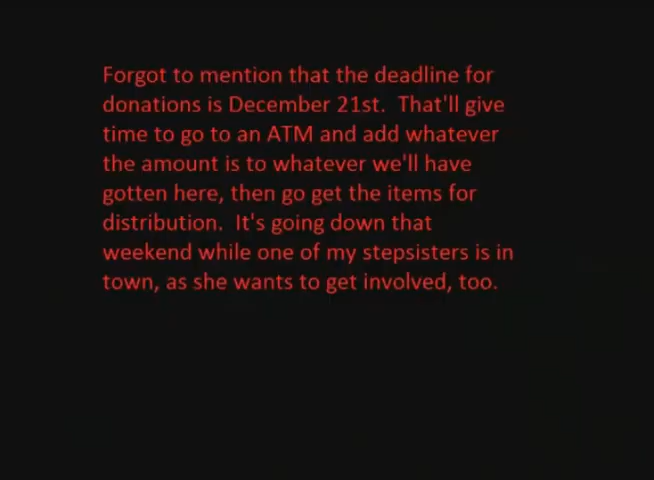 Forgot to mention that the deadline for
donations is December 21st.  That'll give
time to go to an ATM and add whatever
the amount is to whatever we'll have
gotten here, then go get the items for
distribution.  It's going down that
weekend while one of my stepsisters is in
town, as she wants to get involved, too.